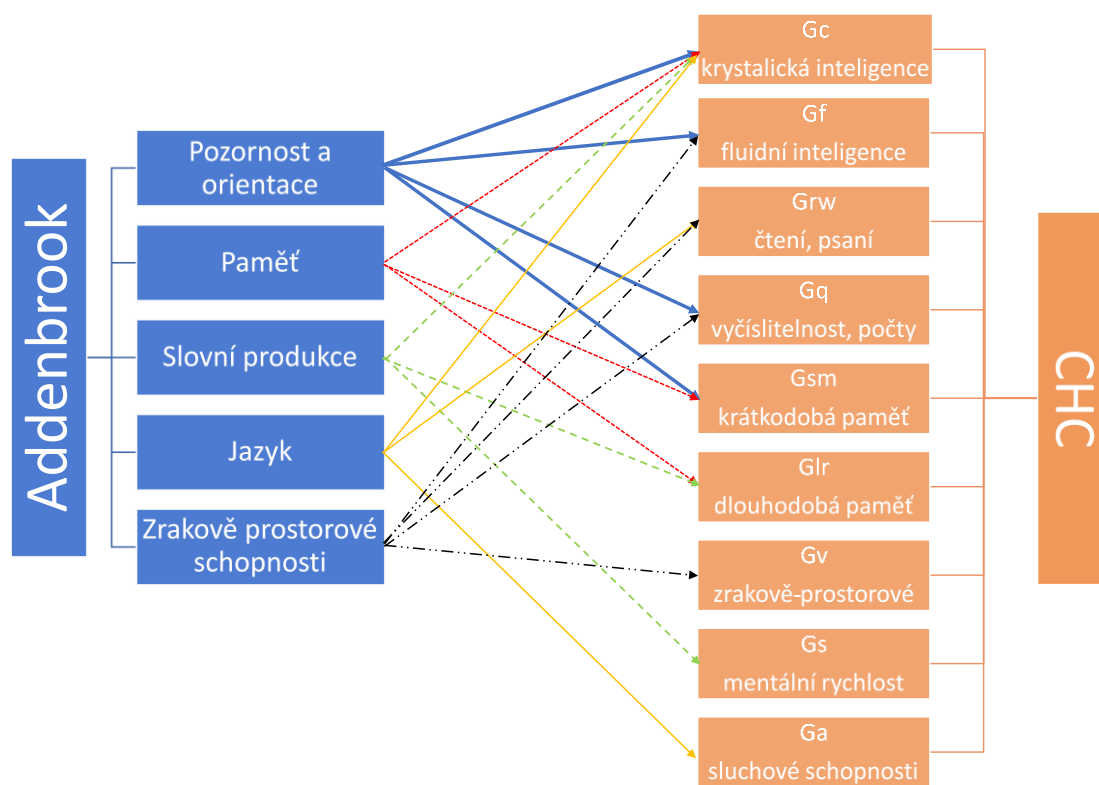 Addenbrook
Pozornost a
orientace
Paměť
Slovní produkce
Jazyk
Zrakově prostorové
schopnosti
Gc
krystalická inteligence
Gf
fluidní inteligence
Grw
čtení, psaní
Gq
vyčíslitelnost, počty
Gsm
krátkodobá paměť
Glr
dlouhodobá paměť
Gv
zrakově-prostorové
Gs
mentální rychlost
Ga
sluchové schopnosti
CHC